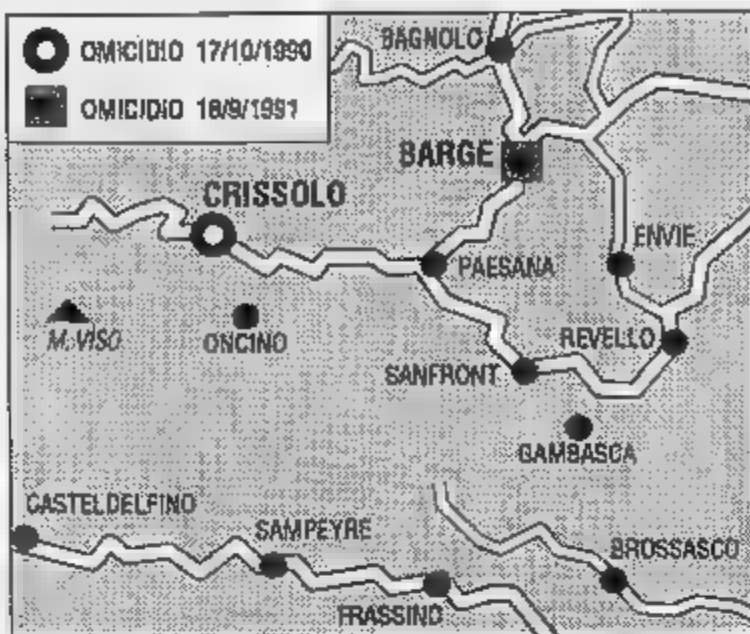 OMICIDIO 17/10/1990
OMICIDIO 18/9/1991
BAGNOLO
BARGE
CRISSOLO
ENVIE
PAESANA
M. VISO
ONCINO
REVELLO
SANFRONT
GAMBASCA
CASTELDELFINO
SAMPEYRE
BROSSASCO
FRASSINO